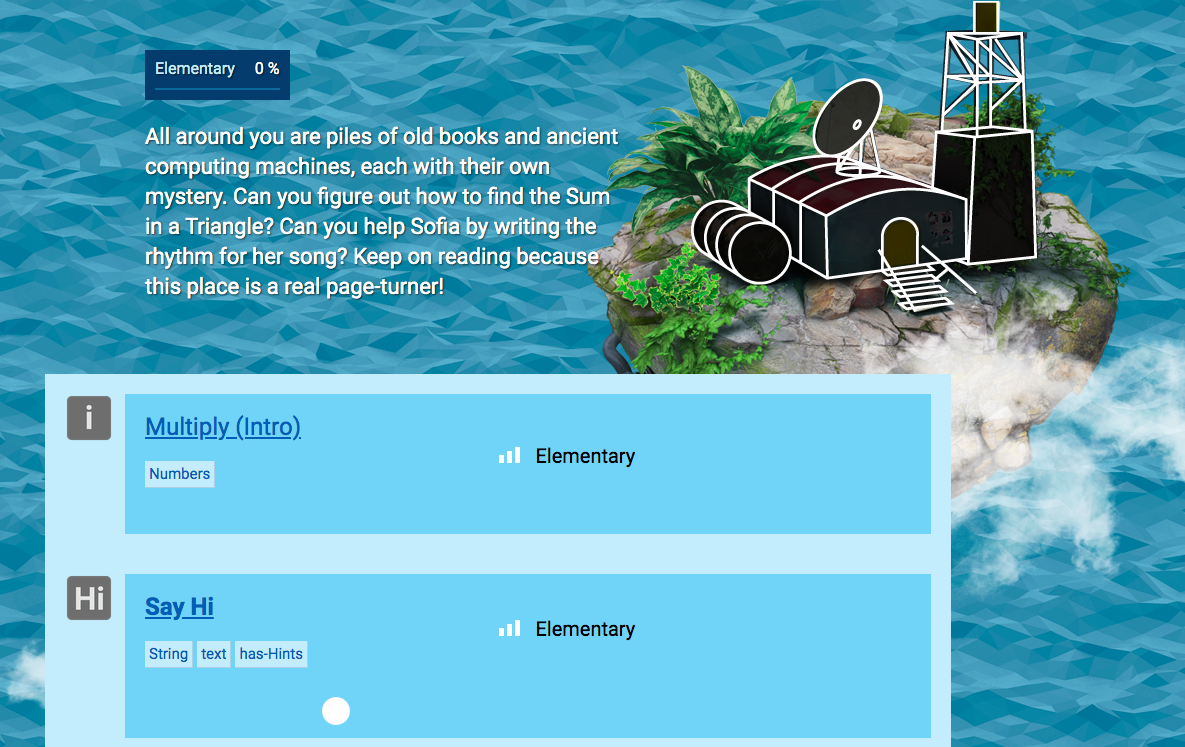 Elementary 0 %
All around you are piles of old books and ancient
computing machines, each with their own
mystery. Can you figure out how to find the Sum
in a Triangle? Can you help Sofia by writing the
rhythm for her song? Keep on reading because
this place is a real page-turner!
i
Multiply (Intro)
Elementary
Numbers
Hi
Say Hi
Elementary
String text has-Hints